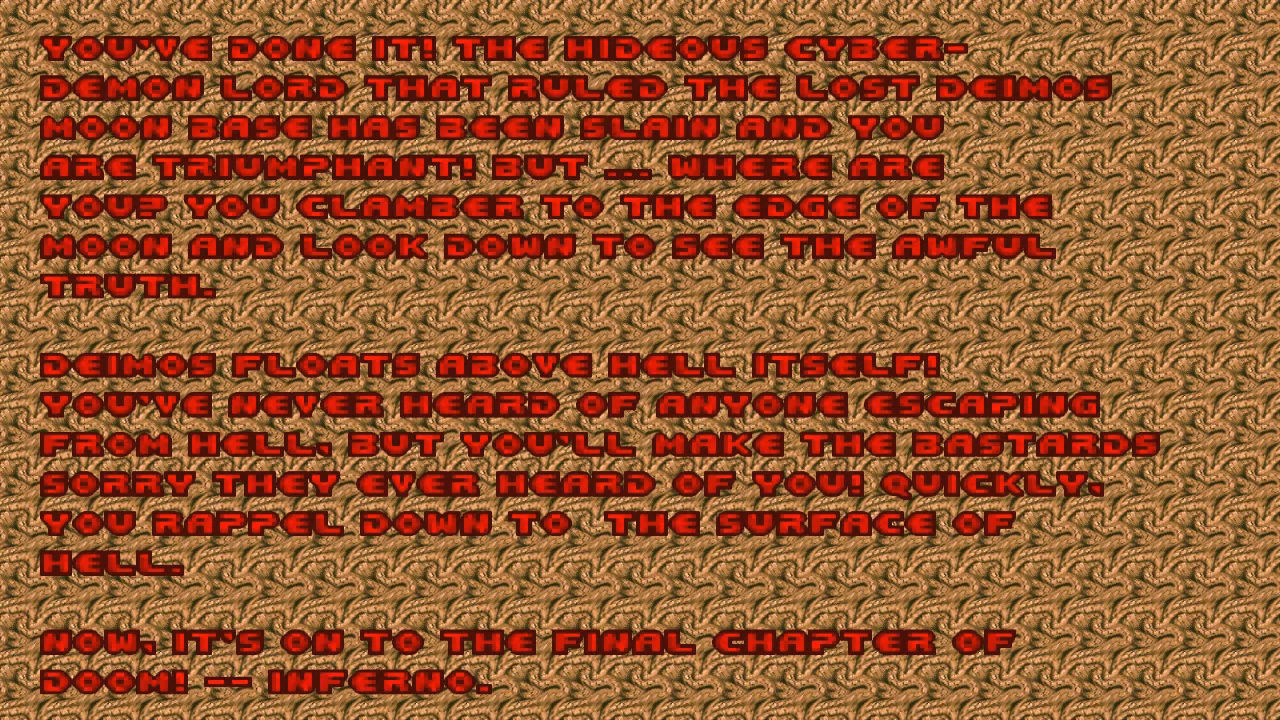 YOU'VE DONE IT! THE HIDEOUS CYBER-
DEMON LORD THAT RULED THE LOST DEIMOS
MOON BASE HAS BEEN SLAIN AND YOU
ARE TRIUMPHANT! BUT ... WHERE ARE
YOU? YOU CLAMBER TO THE EDGE OF THE
MOON AND LOOK DOWN TO SEE THE AWFUL
TRUTH.

DEIMOS FLOATS ABOVE HELL ITSELF!
YOU'VE NEVER HEARD OF ANYONE ESCAPING
FROM HELL, BUT YOU'LL MAKE THE BASTARDS
SORRY THEY EVER HEARD OF YOU! QUICKLY,
YOU RAPPEL DOWN TO  THE SURFACE OF
HELL.

NOW, IT'S ON TO THE FINAL CHAPTER OF
DOOM! -- INFERNO.